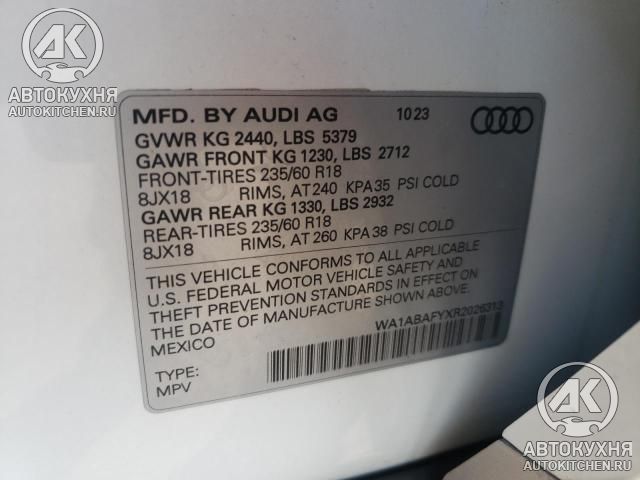 AK
АВТОКУХНЯ
AUTOKITCHEN.RU
MFD. BY AUDI AG 10 23
GVWR KG 2440, LBS 5379
GAWR FRONT KG 1230, LBS 2712
FRONT-TIRES 235/60 R18
8JX18 RIMS, AT 240 KPA 35 PSI COLD
GAWR REAR KG 1330, LBS 2932
REAR-TIRES 235/60 R18
8JX18 RIMS, AT 260 KPA 38 PSI COLD
THIS VEHICLE CONFORMS TO ALL APPLICABLE
U.S. FEDERAL MOTOR VEHICLE SAFETY AND
THEFT PREVENTION STANDARDS IN EFFECT ON
THE DATE OF MANUFACTURE SHOWN ABOVE.
MEXICO
WA1ABAFYXR2026313
TYPE:
MPV
AK
АВТОКУХНЯ
AUTOKITCHEN.RU